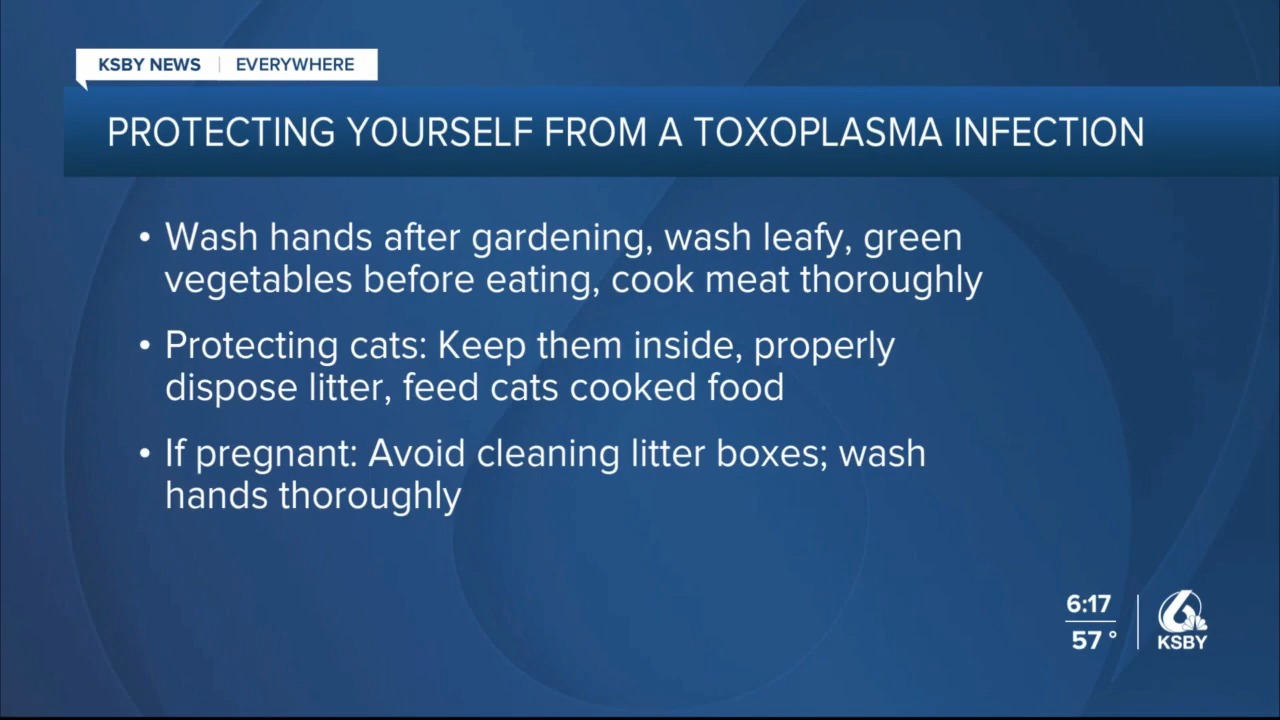 KSBY NEWS | EVERYWHERE
PROTECTING YOURSELF FROM A TOXOPLASMA INFECTION
• Wash hands after gardening, wash leafy, green
vegetables before eating, cook meat thoroughly
• Protecting cats: Keep them inside, properly
dispose litter, feed cats cooked food
• If pregnant: Avoid cleaning litter boxes; wash
hands thoroughly
6:17
57°
6
KSBY